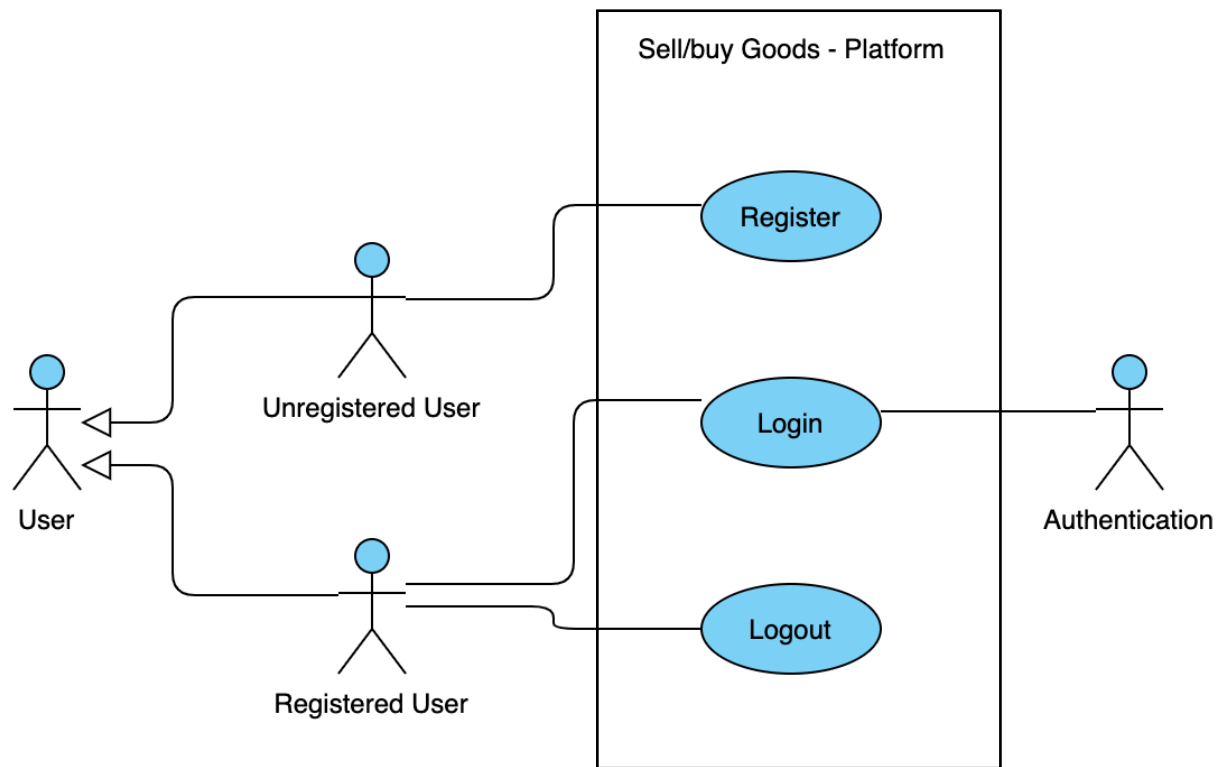 Sell/buy Goods - Platform
Register
Unregistered User
Login
User
Authentication
Logout
Registered User